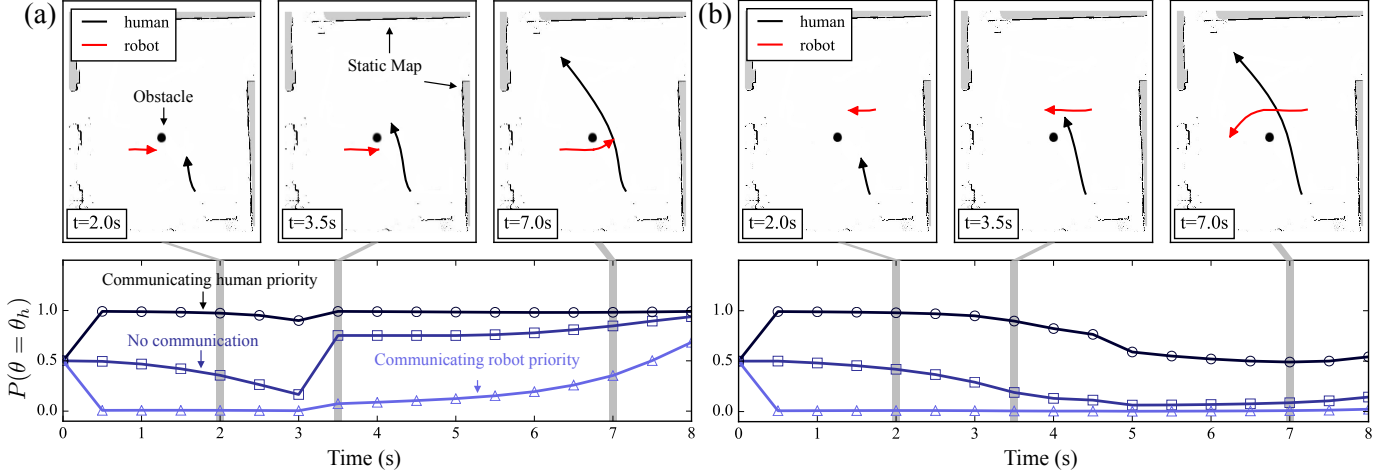 (a)
human
robot
Obstacle
t=2.0s
Static Map
t=3.5s
t=7.0s
(b)
human
robot
t=2.0s
t=3.5s
t=7.0s
P(θ = θ_h)
1.0
0.5
0.0
Communicating human priority
No communication
Communicating robot priority
0 1 2 3 4 5 6 7 8
Time (s)
1.0
0.5
0.0
0 1 2 3 4 5 6 7 8
Time (s)